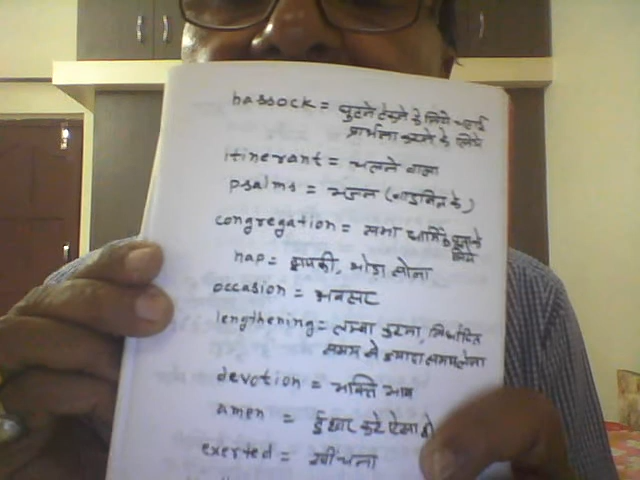 hassock = घुटने टेकने के लिये चटाई
प्रार्थना करने के लिये
itinerant = चलने वाला
psalms = भजन (बाइबिल के)
congregation = सभा धार्मिक
लिये
nap = झपकी, थोड़ा सोना
occasion = अवसर
lengthening = लम्बा करना, निर्धारित
समय से ज्यादा समय लेना
devotion = भक्ति भाव
amen = ईश्वर करे ऐसा हो
exerted = खींचना